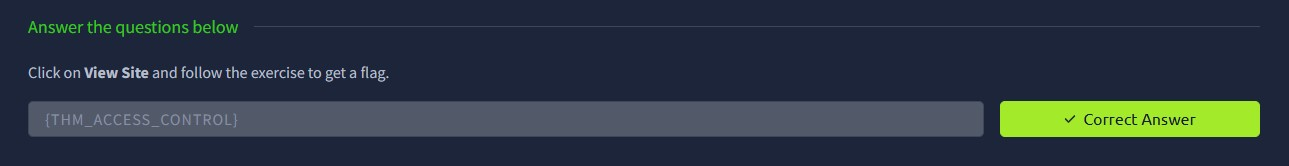 Answer the questions below
Click on View Site and follow the exercise to get a flag.
{THM_ACCESS_CONTROL}
✓ Correct Answer